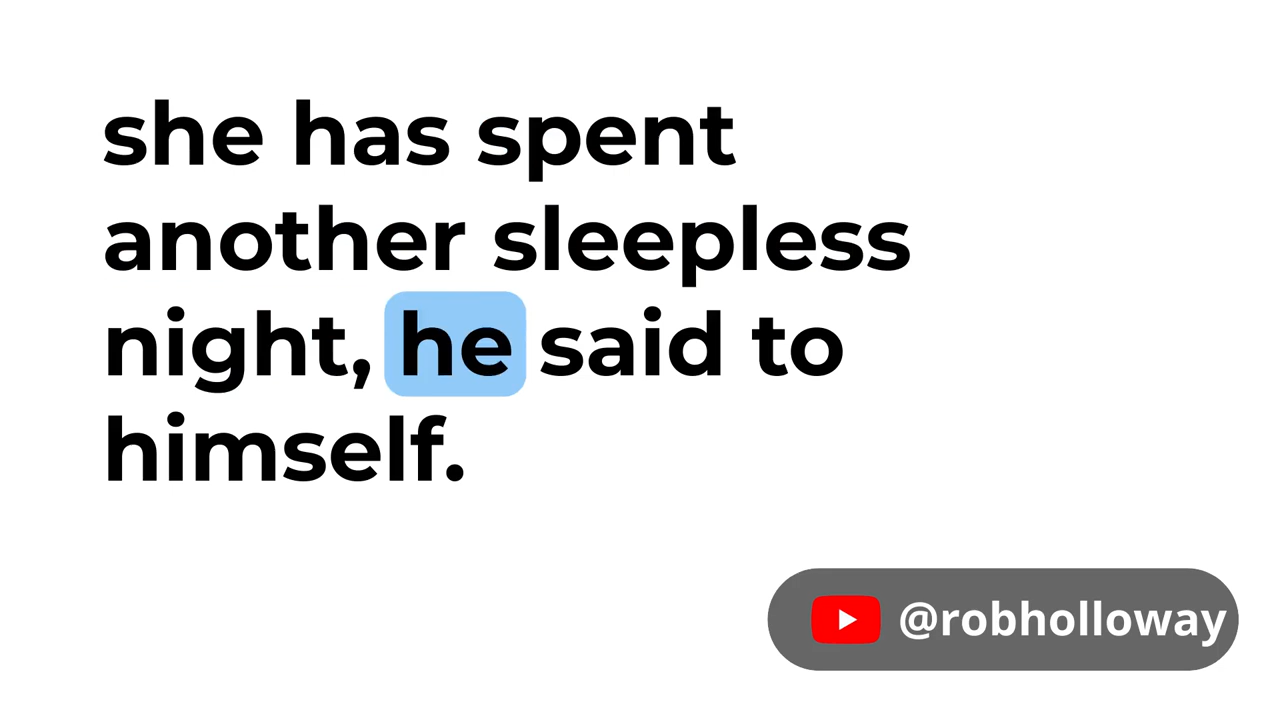 she has spent
another sleepless
night, he said to
himself.
@robholloway